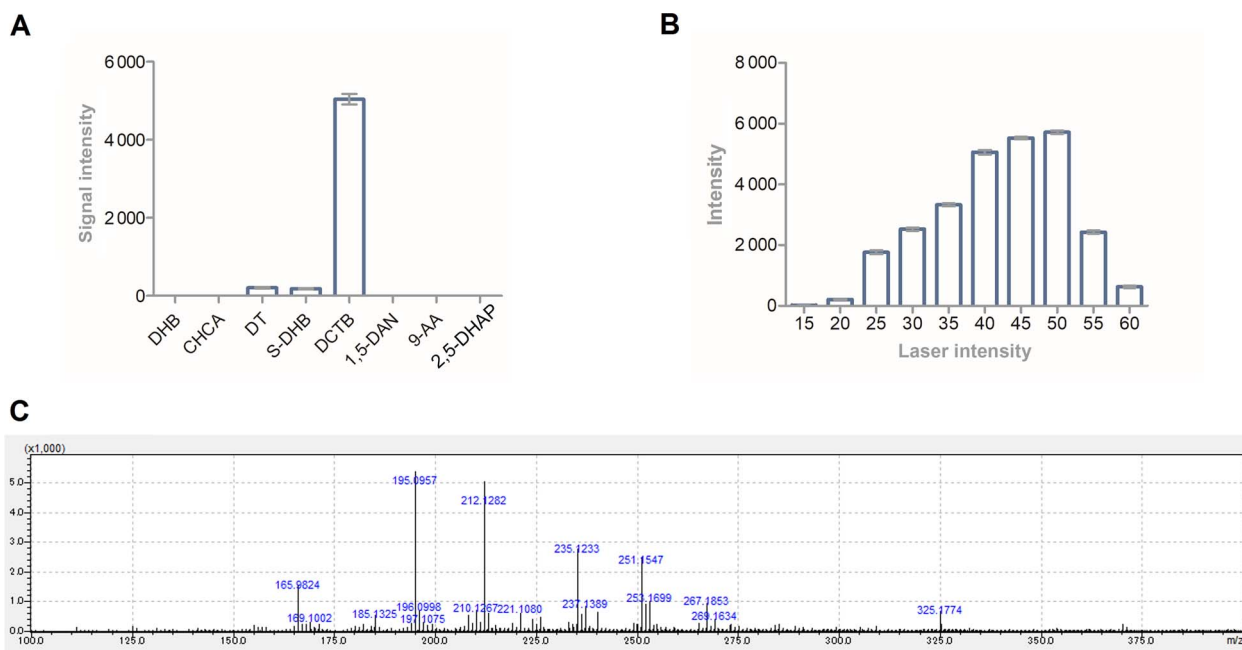 A
6 000
4 000
2 000
0
Signal intensity
DHB
CHCA
DT
S-DHB
DCTB
1,5-DAN
9-AA
2,5-DHAP
B
8 000
6 000
4 000
2 000
0
Intensity
15 20 25 30 35 40 45 50 55 60
Laser intensity
C
(x1,000)
5.0
4.0
3.0
2.0
1.0
0.0
195.0957
212.1282
235.1233
251.1547
165.9824
169.1002
185.1325
196.0998
197.1075
210.1267
221.1080
237.1389
253.1699
267.1853
269.1634
325.1774
100.0 125.0 150.0 175.0 200.0 225.0 250.0 275.0 300.0 325.0 350.0 375.0 m/z